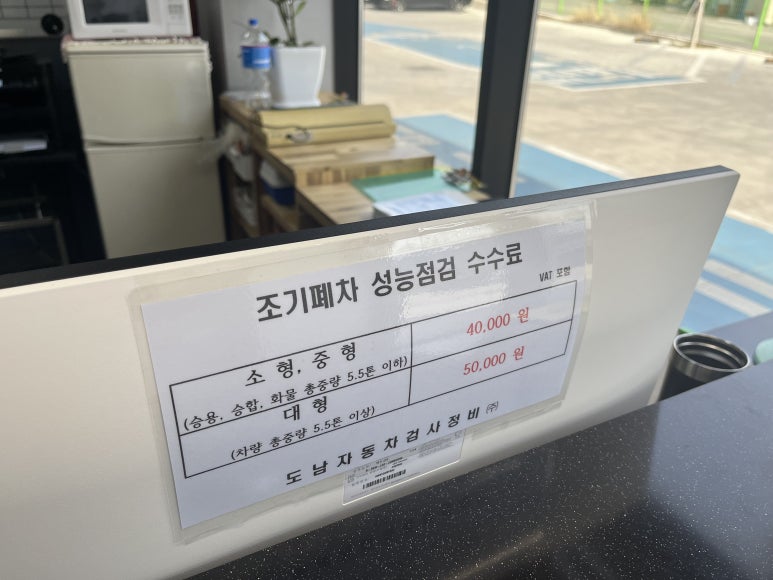 조기폐차 성능점검 수수료
VAT 포함
소 형, 중 형
(승용, 승합, 화물 총중량 5.5톤 이하)
40,000 원
대 형
(차량 총중량 5.5톤 이상)
50,000 원
도 남 자 동 차 검 사 정 비 (주)